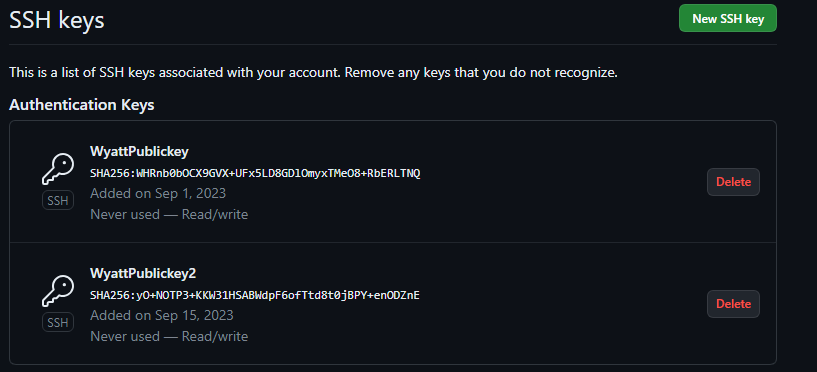 SSH keys
New SSH key
This is a list of SSH keys associated with your account. Remove any keys that you do not recognize.
Authentication Keys
WyattPublickey
SHA256:WHRnb0bOCX9GVX+UFx5LD8GDlOmyxTMeO8+RbERLTNQ
Added on Sep 1, 2023
Never used — Read/write
SSH
Delete
WyattPublickey2
SHA256:yO+NOTP3+KKW31HSABWdpF6ofTtd8t0jBPY+enODZnE
Added on Sep 15, 2023
Never used — Read/write
SSH
Delete